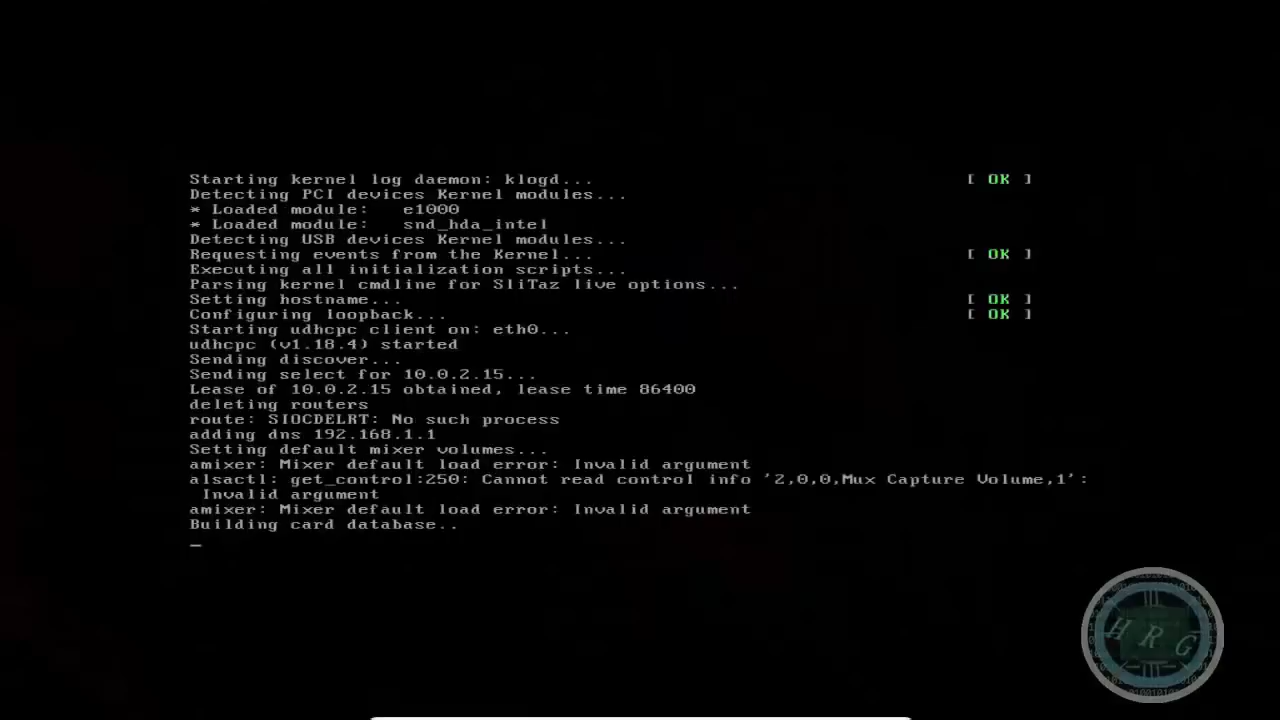 Starting kernel log daemon: klogd... [ OK ]
Detecting PCI devices Kernel modules...
* Loaded module: e1000
* Loaded module: snd_hda_intel
Detecting USB devices Kernel modules...
Requesting events from the Kernel... [ OK ]
Executing all initialization scripts...
Parsing kernel cmdline for SliTaz live options...
Setting hostname... [ OK ]
Configuring loopback... [ OK ]
Starting udhcpc client on: eth0...
udhcpc (v1.18.4) started
Sending discover...
Sending select for 10.0.2.15...
Lease of 10.0.2.15 obtained, lease time 86400
deleting routers
route: SIOCDELRT: No such process
adding dns 192.168.1.1
Setting default mixer volumes...
amixer: Mixer default load error: Invalid argument
alsactl: get_control:250: Cannot read control info '2,0,0,Mux Capture Volume,1':
Invalid argument
amixer: Mixer default load error: Invalid argument
Building card database..
_
H R G